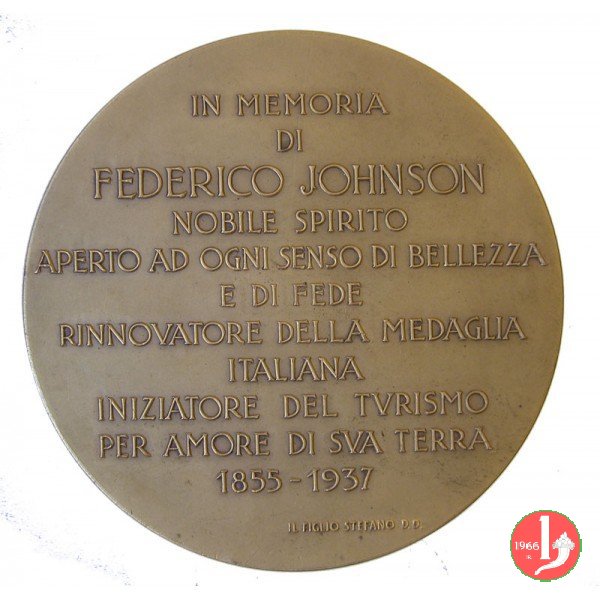 IN MEMORIA
DI
FEDERICO JOHNSON
NOBILE SPIRITO
APERTO AD OGNI SENSO DI BELLEZZA
E DI FEDE
RINNOVATORE DELLA MEDAGLIA
ITALIANA
INIZIATORE DEL TVRISMO
PER AMORE DI SVA TERRA
1855-1937
IL FIGLIO STEFANO D.D.
1966